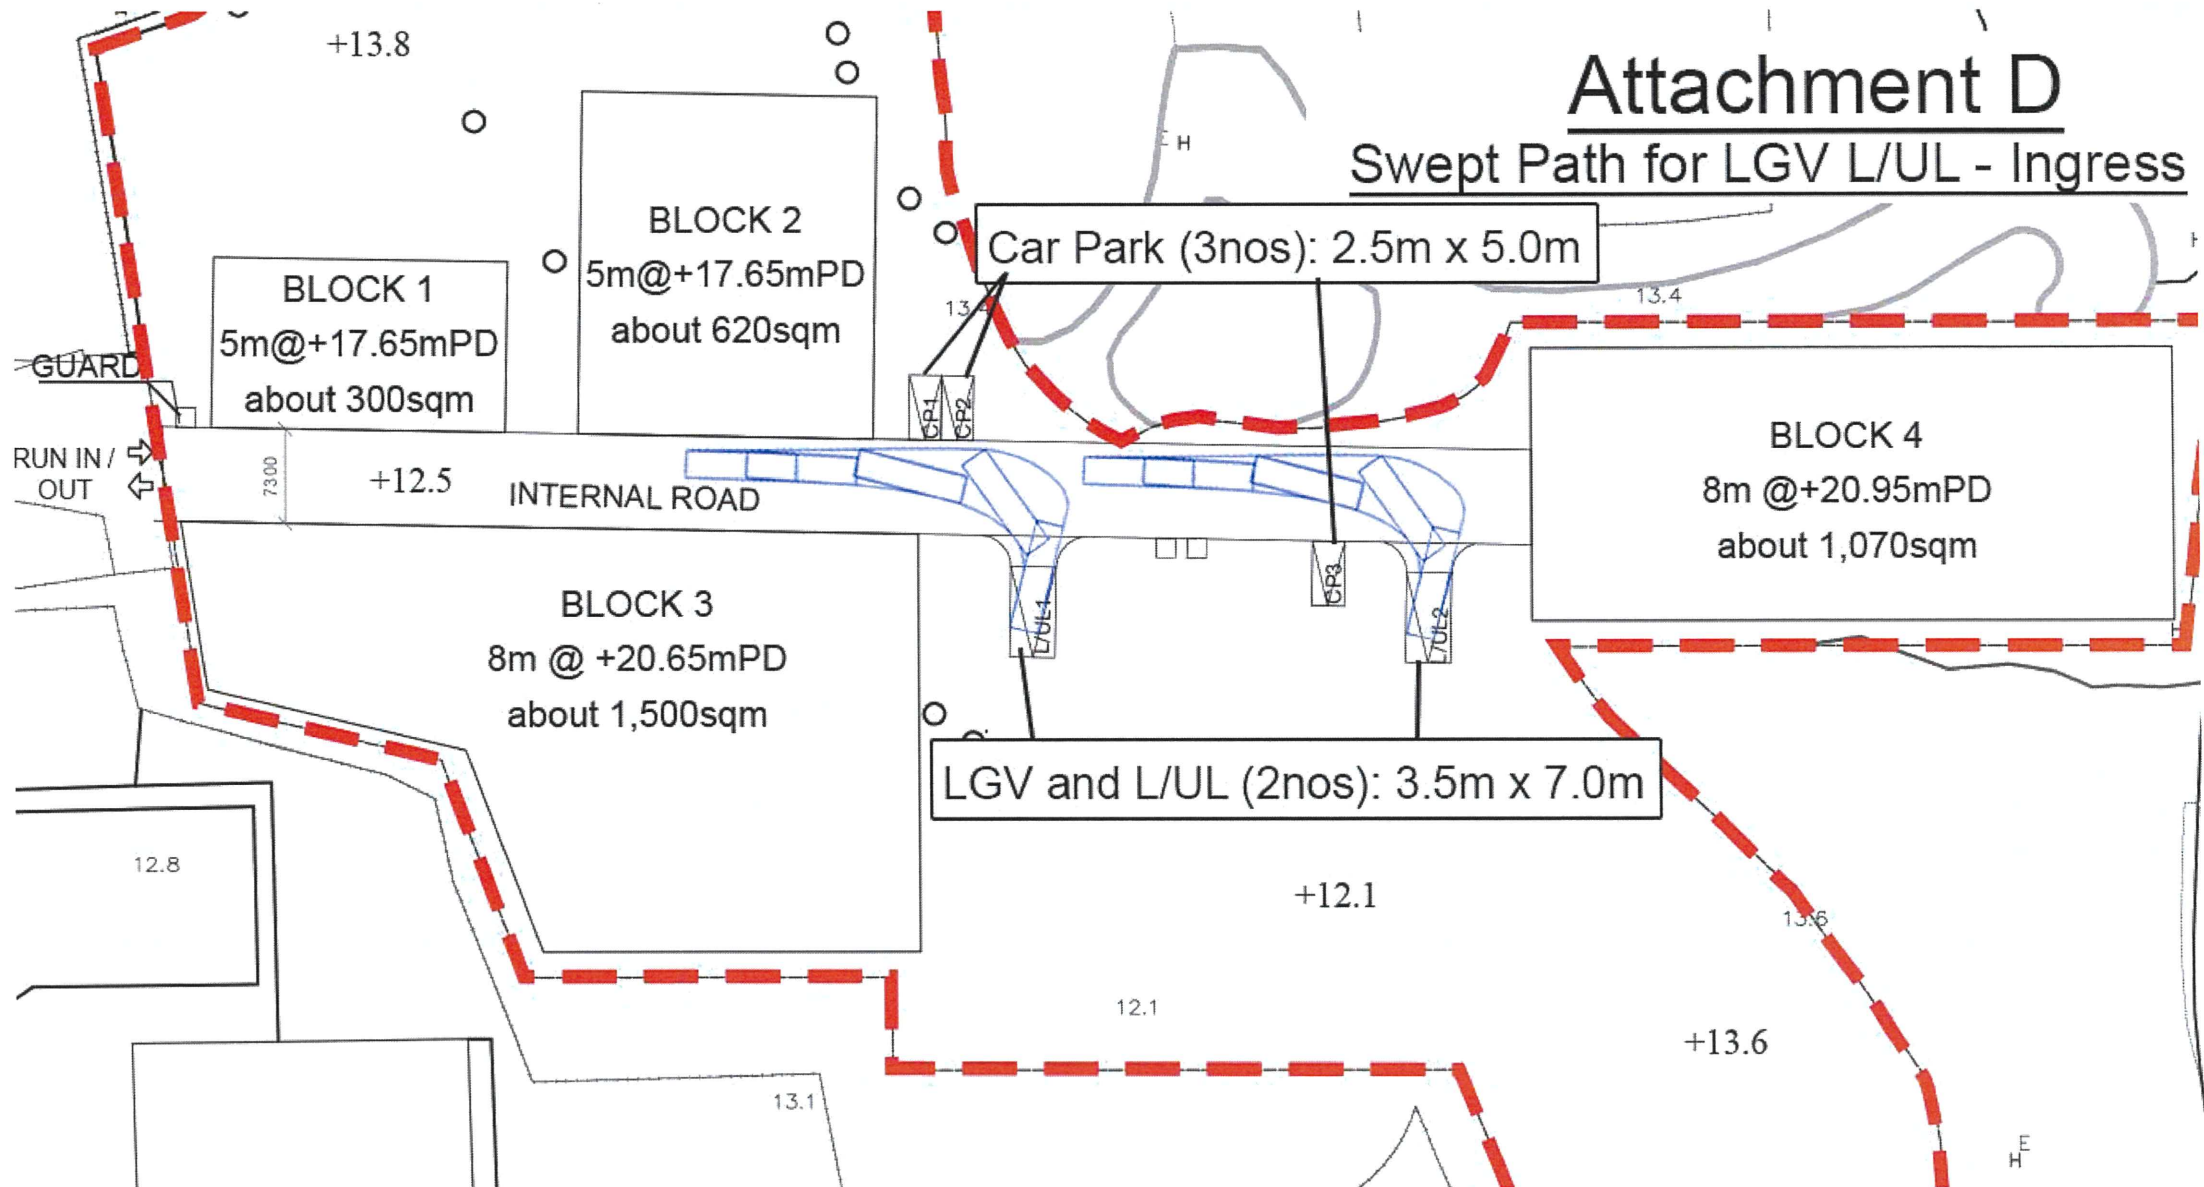 +13.8
Attachment D
Swept Path for LGV L/UL - Ingress
E H
BLOCK 2
5m@+17.65mPD
about 620sqm
Car Park (3nos): 2.5m x 5.0m
BLOCK 1
5m@+17.65mPD
about 300sqm
13.4
GUARD
CP1
CP2
BLOCK 4
8m @+20.95mPD
about 1,070sqm
RUN IN /
OUT
7300
+12.5
INTERNAL ROAD
BLOCK 3
8m @ +20.65mPD
about 1,500sqm
L/UL1
CP3
L/UL2
LGV and L/UL (2nos): 3.5m x 7.0m
12.8
+12.1
13.6
12.1
+13.6
13.1
H E